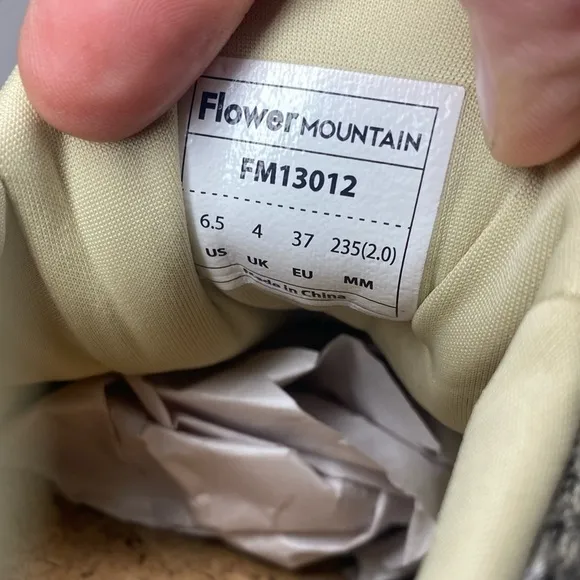 Flower MOUNTAIN
FM13012
6.5 4 37 235(2.0)
US UK EU MM
Made in China